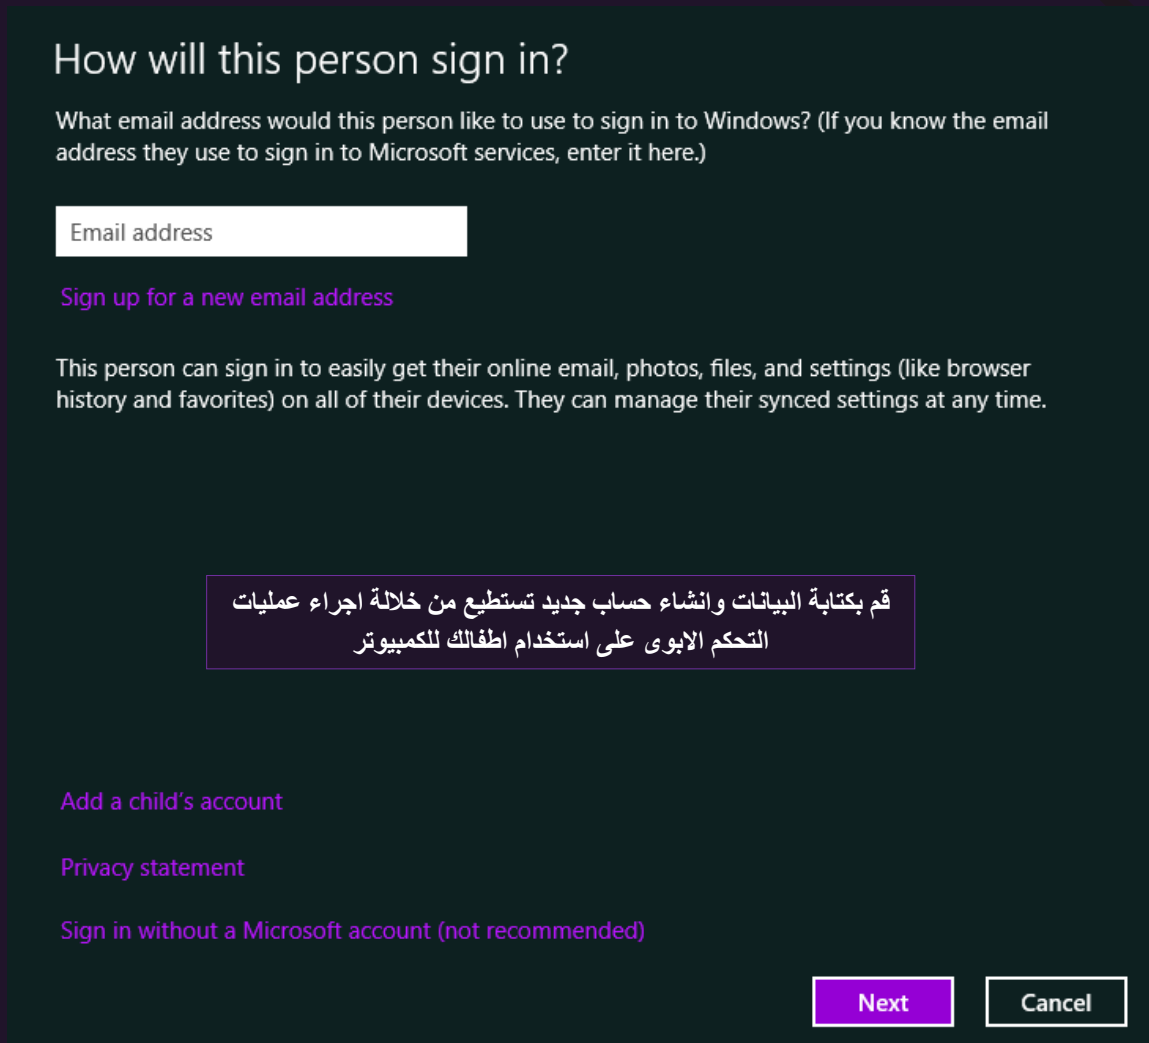 How will this person sign in?
What email address would this person like to use to sign in to Windows? (If you know the email
address they use to sign in to Microsoft services, enter it here.)
Email address
Sign up for a new email address
This person can sign in to easily get their online email, photos, files, and settings (like browser
history and favorites) on all of their devices. They can manage their synced settings at any time.
قم بكتابة البيانات وانشاء حساب جديد تستطيع من خلالة اجراء عمليات
التحكم الابوى على استخدام اطفالك للكمبيوتر
Add a child's account
Privacy statement
Sign in without a Microsoft account (not recommended)
Next
Cancel